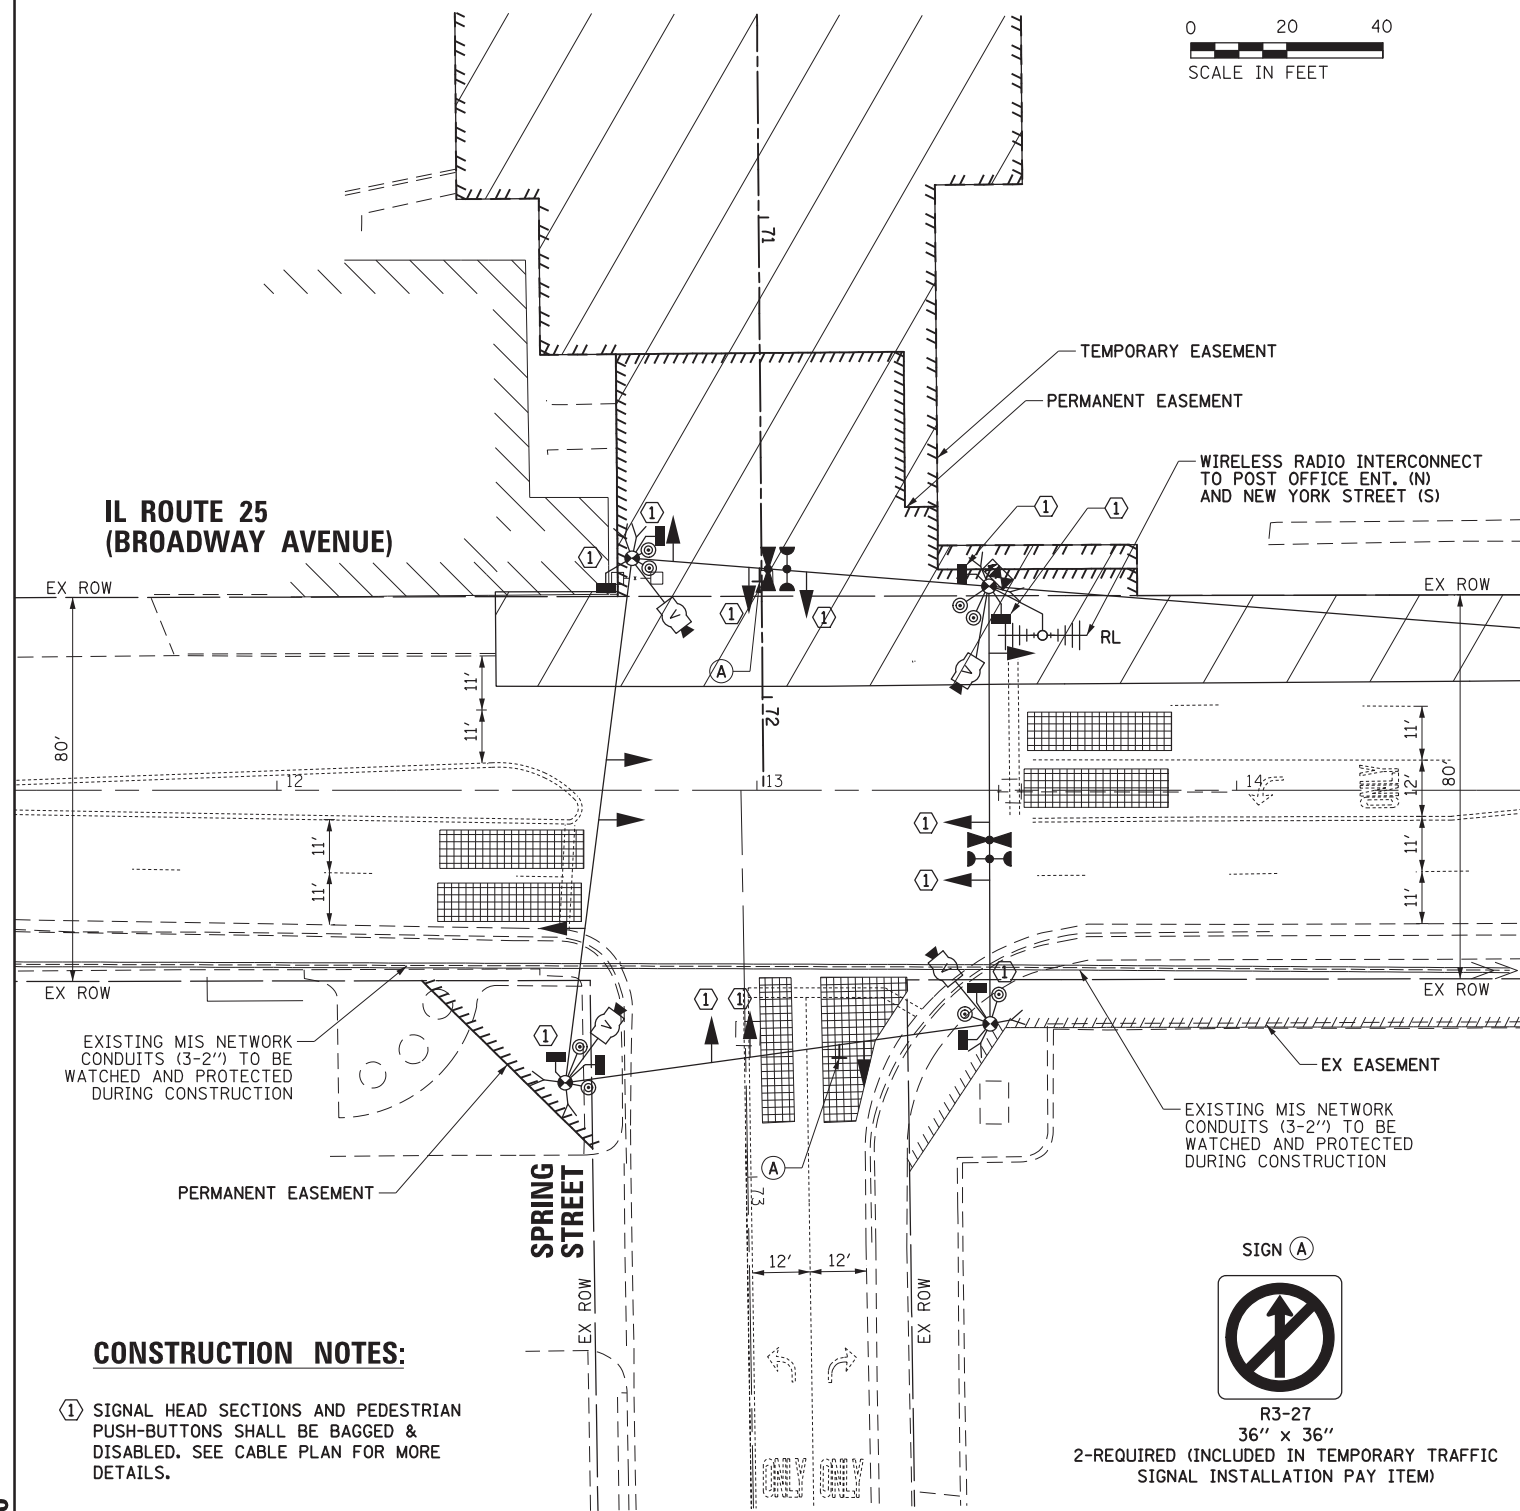 0 20 40
SCALE IN FEET
71
TEMPORARY EASEMENT
PERMANENT EASEMENT
WIRELESS RADIO INTERCONNECT
TO POST OFFICE ENT. (N)
AND NEW YORK STREET (S)
IL ROUTE 25
(BROADWAY AVENUE)
1
1
1
1
EX ROW
EX ROW
1
1
V
V
RL
A
11'
11'
80'
72
11'
12'
11'
11'
80'
12
13
14
11'
11'
1
1
EX ROW
EX ROW
V
1
1
1
1
V
EXISTING MIS NETWORK
CONDUITS (3-2") TO BE
WATCHED AND PROTECTED
DURING CONSTRUCTION
EX EASEMENT
EXISTING MIS NETWORK
CONDUITS (3-2") TO BE
WATCHED AND PROTECTED
DURING CONSTRUCTION
A
PERMANENT EASEMENT
73
SPRING
STREET
12' 12'
EX ROW
EX ROW
ONLY ONLY
SIGN A
R3-27
36" x 36"
2-REQUIRED (INCLUDED IN TEMPORARY TRAFFIC
SIGNAL INSTALLATION PAY ITEM)
CONSTRUCTION NOTES:
1 SIGNAL HEAD SECTIONS AND PEDESTRIAN
PUSH-BUTTONS SHALL BE BAGGED &
DISABLED. SEE CABLE PLAN FOR MORE
DETAILS.